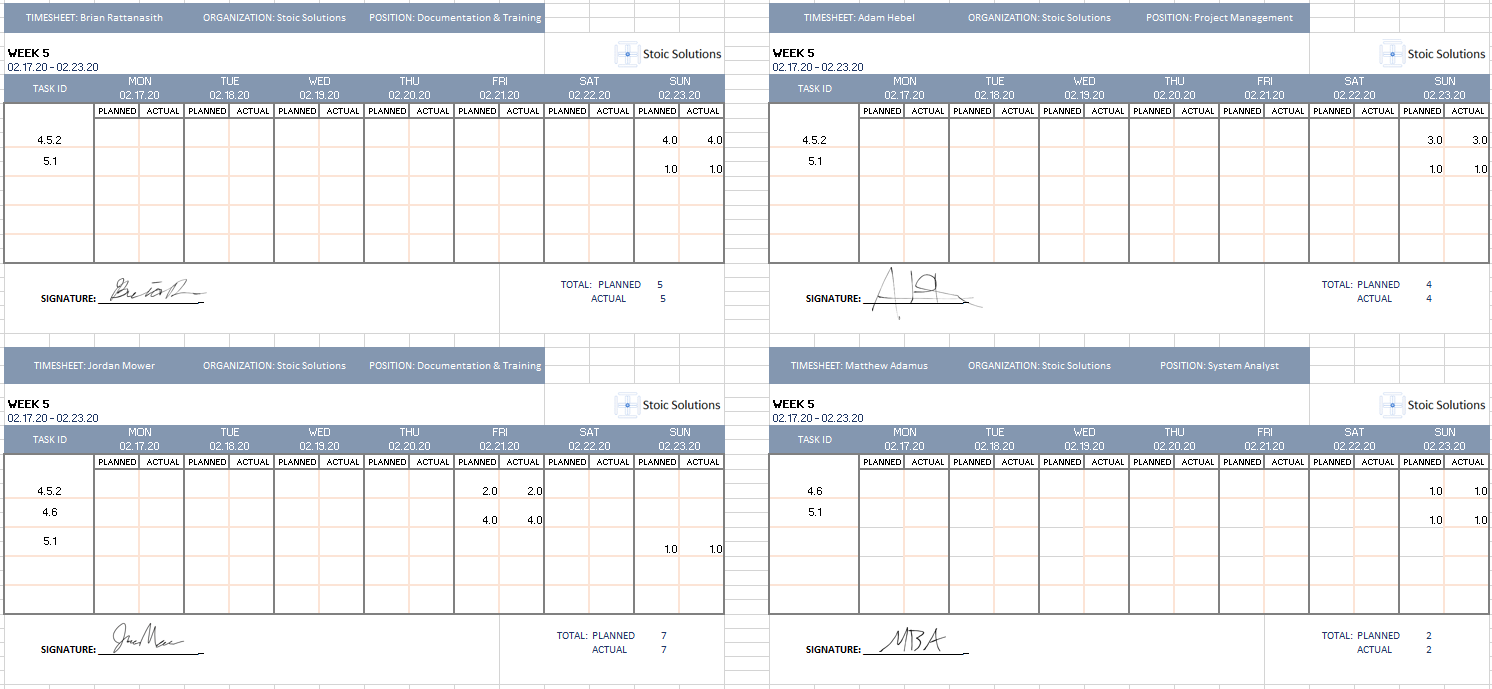 TIMESHEET: Brian Rattanasith ORGANIZATION: Stoic Solutions POSITION: Documentation & Training
WEEK 5
Stoic Solutions
02.17.20 - 02.23.20
TASK ID MON TUE WED THU FRI SAT SUN
02.17.20 02.18.20 02.19.20 02.20.20 02.21.20 02.22.20 02.23.20
PLANNED ACTUAL PLANNED ACTUAL PLANNED ACTUAL PLANNED ACTUAL PLANNED ACTUAL PLANNED ACTUAL PLANNED ACTUAL
4.5.2 4.0 4.0
5.1 1.0 1.0
TOTAL: PLANNED 5
SIGNATURE: ACTUAL 5
TIMESHEET: Adam Hebel ORGANIZATION: Stoic Solutions POSITION: Project Management
WEEK 5
Stoic Solutions
02.17.20 - 02.23.20
TASK ID MON TUE WED THU FRI SAT SUN
02.17.20 02.18.20 02.19.20 02.20.20 02.21.20 02.22.20 02.23.20
PLANNED ACTUAL PLANNED ACTUAL PLANNED ACTUAL PLANNED ACTUAL PLANNED ACTUAL PLANNED ACTUAL PLANNED ACTUAL
4.5.2 3.0 3.0
5.1 1.0 1.0
TOTAL: PLANNED 4
SIGNATURE: ACTUAL 4
TIMESHEET: Jordan Mower ORGANIZATION: Stoic Solutions POSITION: Documentation & Training
WEEK 5
Stoic Solutions
02.17.20 - 02.23.20
TASK ID MON TUE WED THU FRI SAT SUN
02.17.20 02.18.20 02.19.20 02.20.20 02.21.20 02.22.20 02.23.20
PLANNED ACTUAL PLANNED ACTUAL PLANNED ACTUAL PLANNED ACTUAL PLANNED ACTUAL PLANNED ACTUAL PLANNED ACTUAL
4.5.2 2.0 2.0
4.6 4.0 4.0
5.1 1.0 1.0
TOTAL: PLANNED 7
SIGNATURE: ACTUAL 7
TIMESHEET: Matthew Adamus ORGANIZATION: Stoic Solutions POSITION: System Analyst
WEEK 5
Stoic Solutions
02.17.20 - 02.23.20
TASK ID MON TUE WED THU FRI SAT SUN
02.17.20 02.18.20 02.19.20 02.20.20 02.21.20 02.22.20 02.23.20
PLANNED ACTUAL PLANNED ACTUAL PLANNED ACTUAL PLANNED ACTUAL PLANNED ACTUAL PLANNED ACTUAL PLANNED ACTUAL
4.6 1.0 1.0
5.1 1.0 1.0
TOTAL: PLANNED 2
SIGNATURE: MBA ACTUAL 2